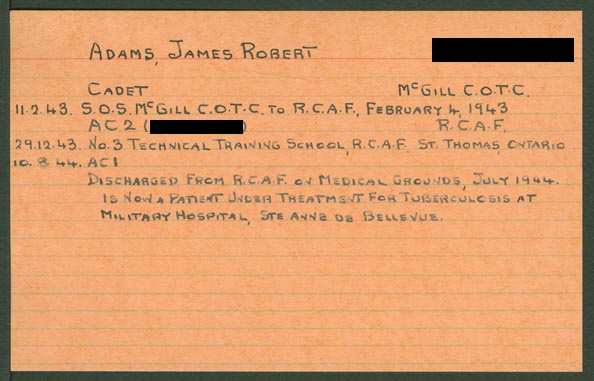 ADAMS, JAMES ROBERT
CADET McGILL C.O.T.C.
11.2.43. S.O.S. McGILL C.O.T.C. TO R.C.A.F., FEBRUARY 4, 1943
AC2 ( ) R.C.A.F.
29.12.43. No. 3 TECHNICAL TRAINING SCHOOL, R.C.A.F. ST. THOMAS, ONTARIO
10.8.44. AC1
DISCHARGED FROM R.C.A.F. ON MEDICAL GROUNDS, JULY 1944.
IS NOW A PATIENT UNDER TREATMENT FOR TUBERCULOSIS AT
MILITARY HOSPITAL, STE ANNE DE BELLEVUE.